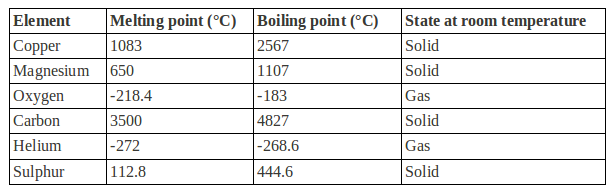 Element Melting point (°C) Boiling point (°C) State at room temperature
Copper 1083 2567 Solid
Magnesium 650 1107 Solid
Oxygen -218.4 -183 Gas
Carbon 3500 4827 Solid
Helium -272 -268.6 Gas
Sulphur 112.8 444.6 Solid